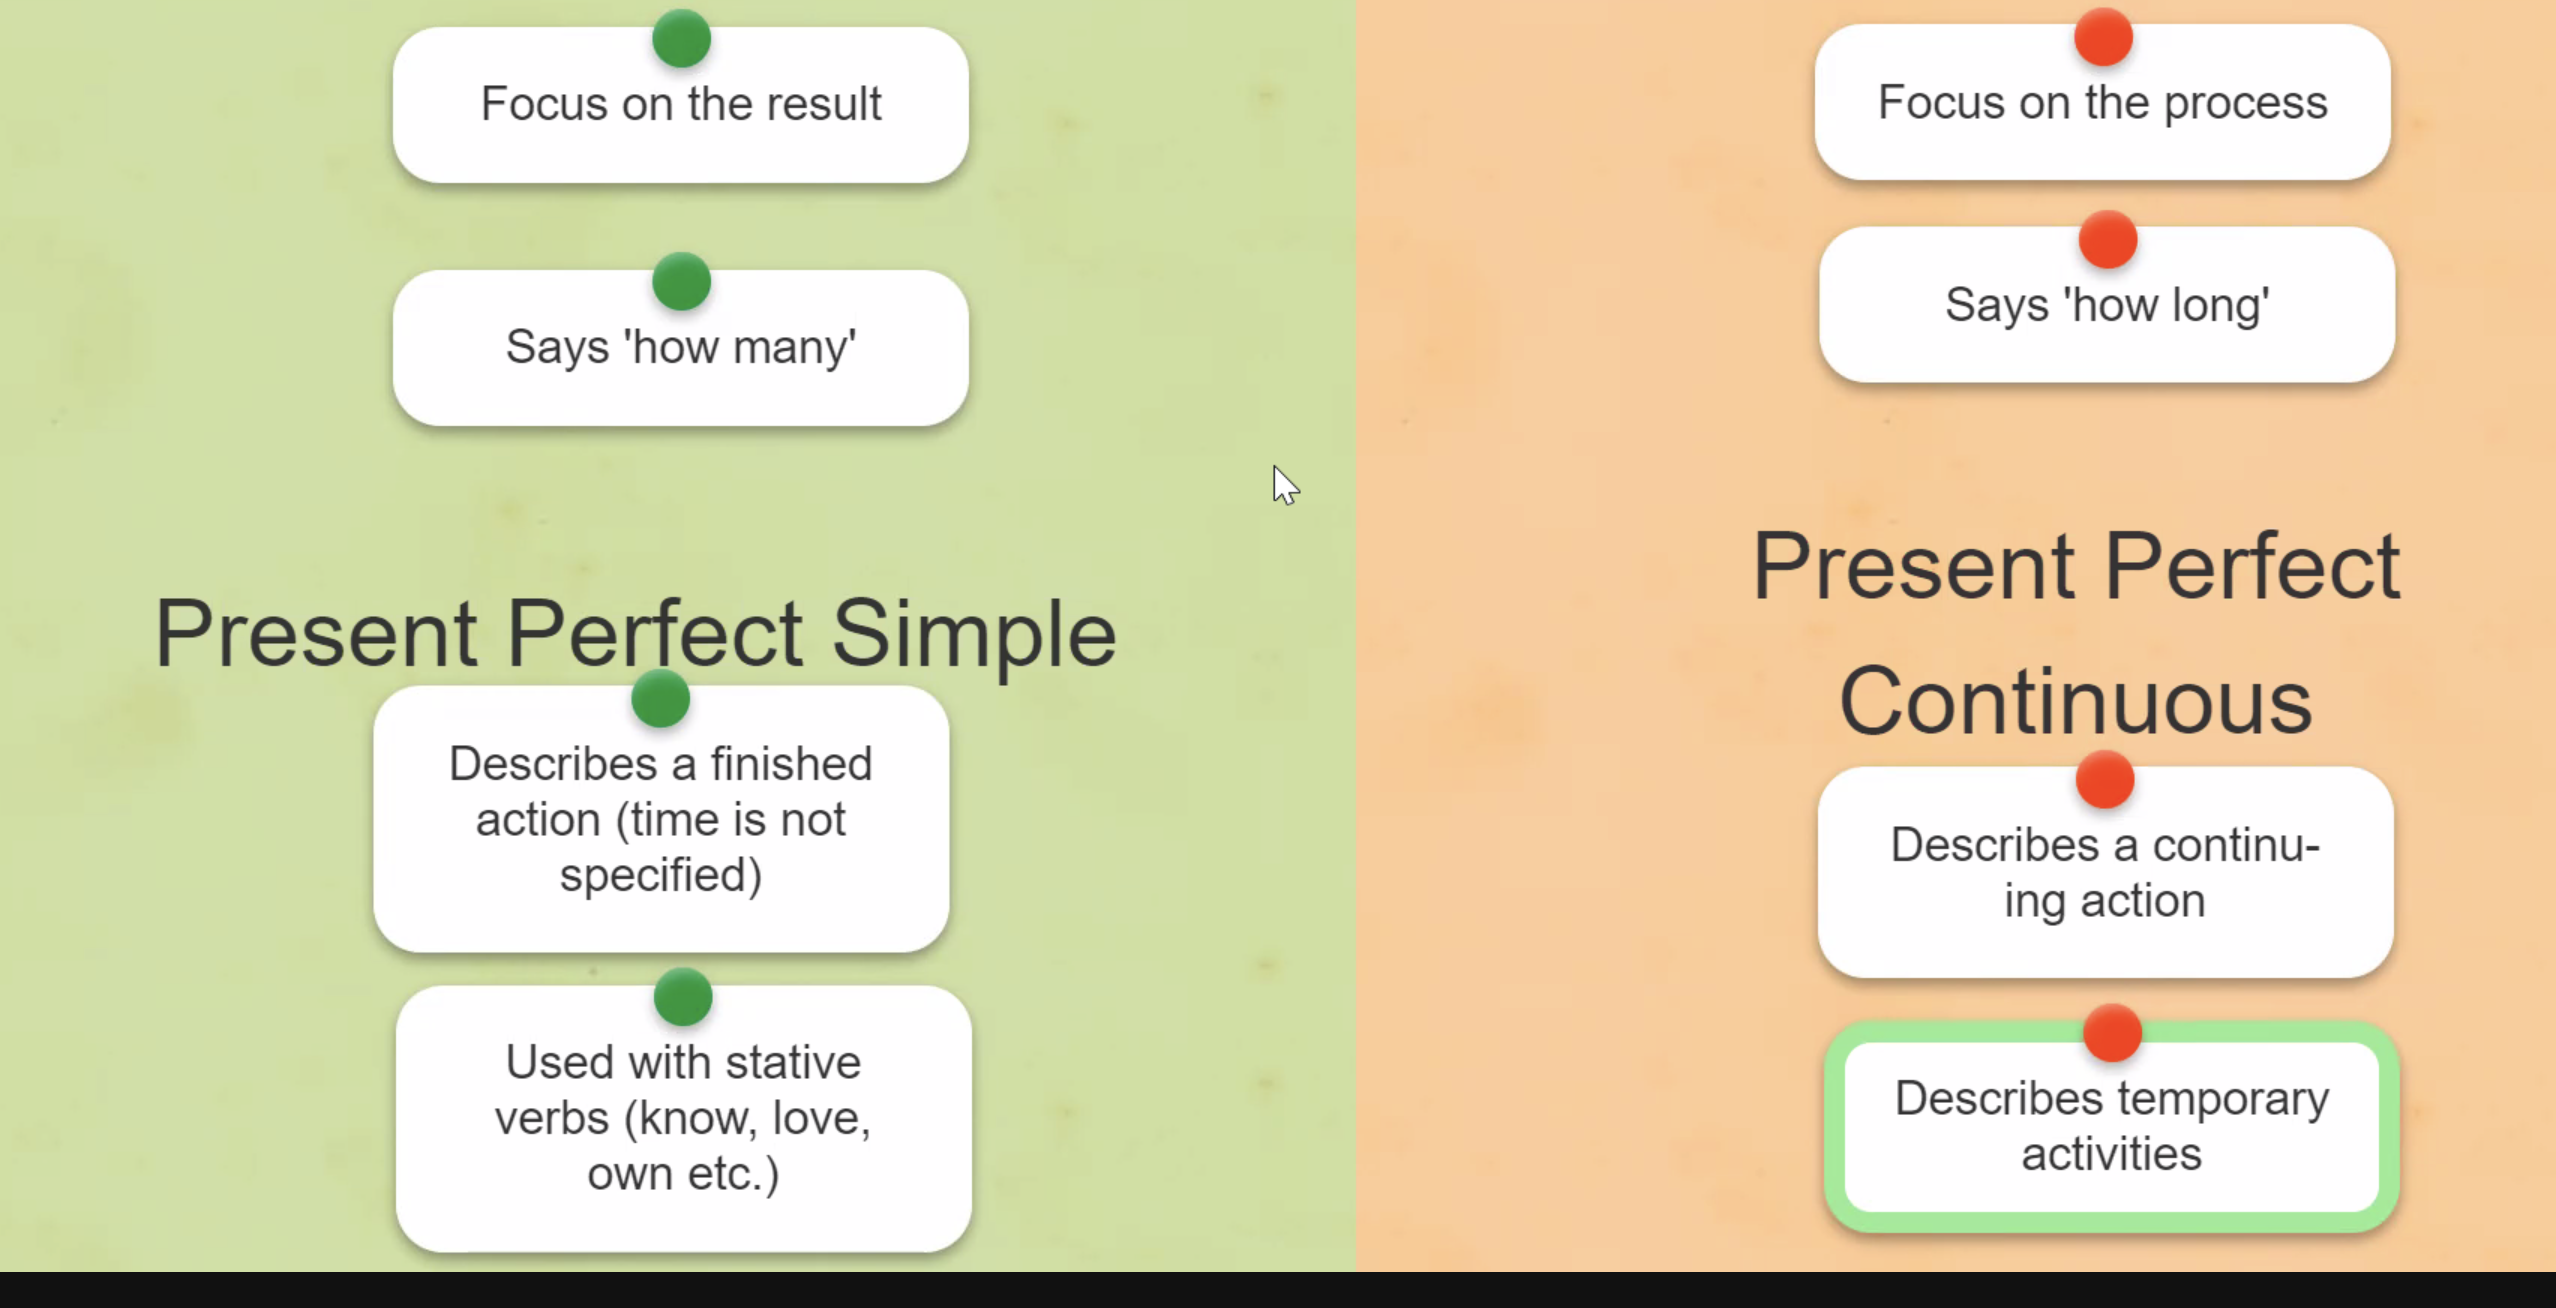 Focus on the result
Says 'how many'
Present Perfect Simple
Describes a finished
action (time is not
specified)
Used with stative
verbs (know, love,
own etc.)
Focus on the process
Says 'how long'
Present Perfect
Continuous
Describes a continu-
ing action
Describes temporary
activities